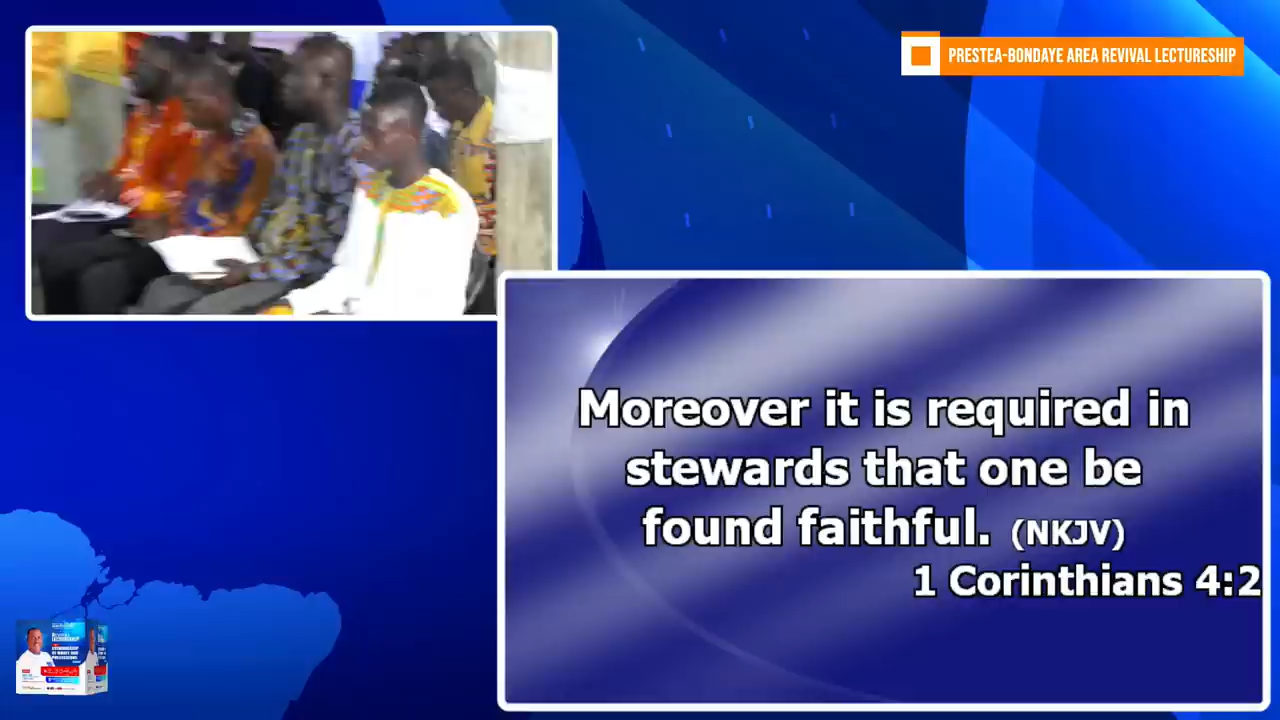 PRESTEA-BONDAYE AREA REVIVAL LECTURESHIP
Moreover it is required in
stewards that one be
found faithful. (NKJV)
1 Corinthians 4:2